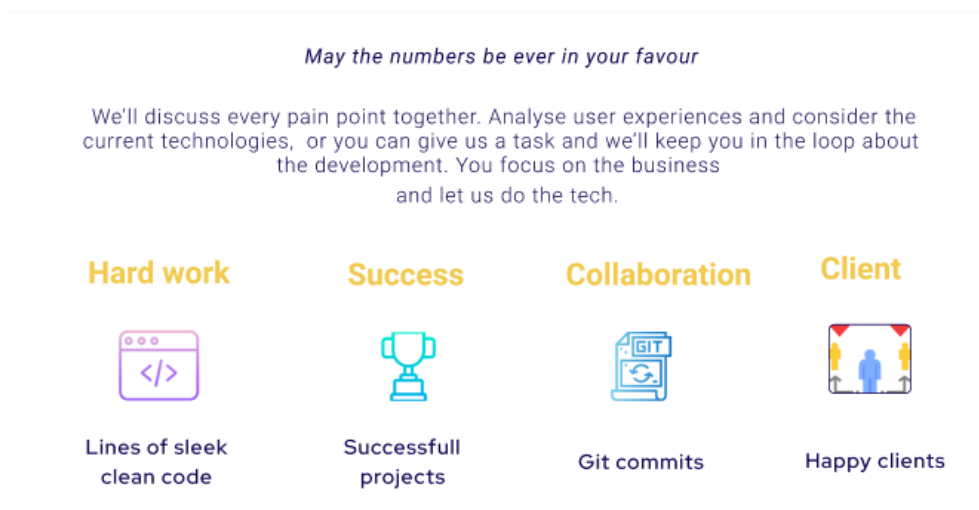 May the numbers be ever in your favour
We'll discuss every pain point together. Analyse user experiences and consider the
current technologies,  or you can give us a task and we'll keep you in the loop about
the development. You focus on the business
and let us do the tech.
Hard work
Success
Collaboration
Client
</>
GIT
Lines of sleek
clean code
Successfull
projects
Git commits
Happy clients